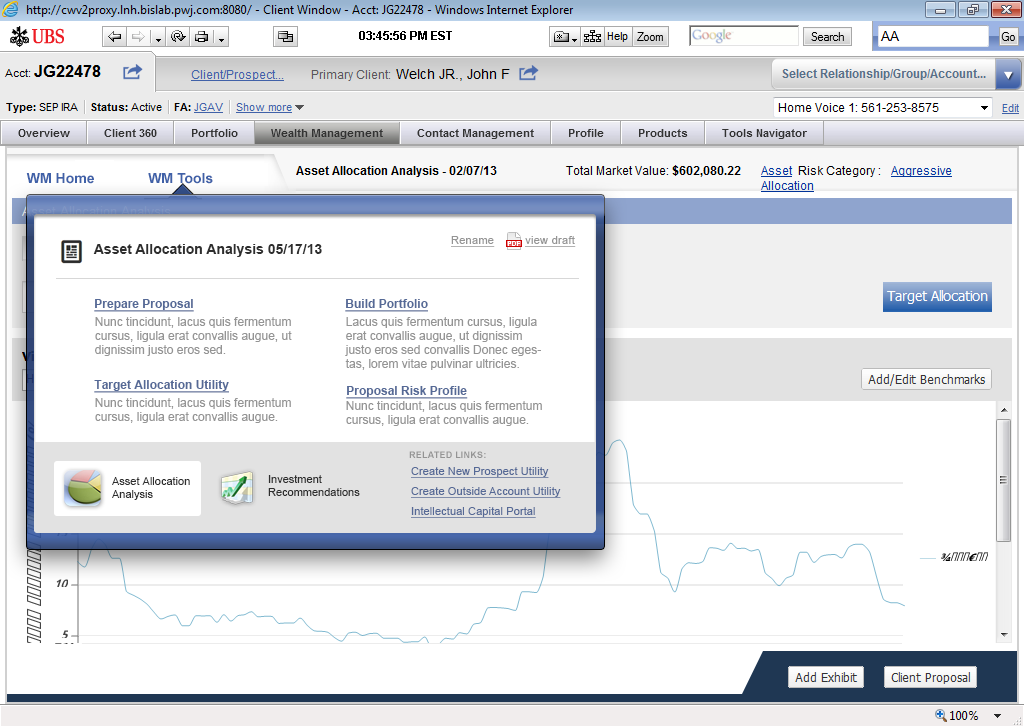 http://cwv2proxy.lnh.bislab.pwj.com:8080/ - Client Window - Acct: JG22478 - Windows Internet Explorer
UBS
03:45:56 PM EST
Help
Zoom
Google
Search
AA
Go
Acct: JG22478
Client/Prospect...
Primary Client: Welch JR., John F
Select Relationship/Group/Account...
Type: SEP IRA
Status: Active
FA: JGAV
Show more
Home Voice 1: 561-253-8575
Edit
Overview
Client 360
Portfolio
Wealth Management
Contact Management
Profile
Products
Tools Navigator
WM Home
WM Tools
Asset Allocation Analysis - 02/07/13
Total Market Value: $602,080.22
Asset
Allocation
Risk Category :
Aggressive
Asset Allocation Analysis 05/17/13
Rename
PDF
view draft
Prepare Proposal
Nunc tincidunt, lacus quis fermentum
cursus, ligula erat convallis augue, ut
dignissim justo eros sed.
Build Portfolio
Lacus quis fermentum cursus, ligula
erat convallis augue, ut dignissim
justo eros sed convallis Donec eges-
tas, lorem vitae pulvinar ultricies.
Target Allocation Utility
Nunc tincidunt, lacus quis fermentum
cursus, ligula erat convallis augue.
Proposal Risk Profile
Nunc tincidunt, lacus quis fermentum
cursus, ligula erat convallis augue.
Asset Allocation
Analysis
Investment
Recommendations
RELATED LINKS:
Create New Prospect Utility
Create Outside Account Utility
Intellectual Capital Portal
Target Allocation
Add/Edit Benchmarks
10
5
Add Exhibit
Client Proposal
100%